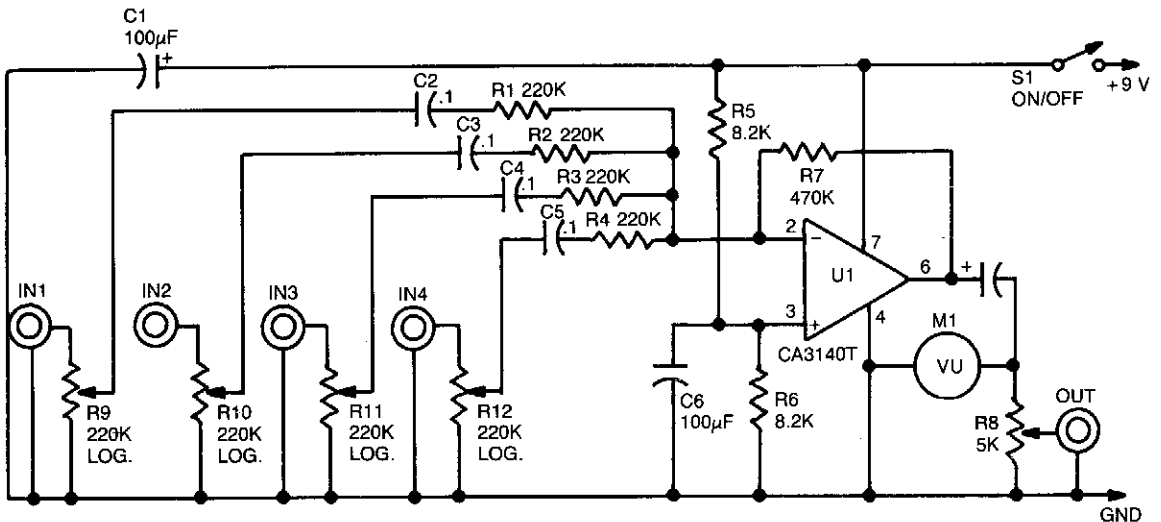 C1
100µF
+
C2
.1
R1 220K
C3
.1
R2 220K
C4
.1
R3 220K
C5
.1
R4 220K
R5
8.2K
S1
ON/OFF
+9 V
R7
470K
2
−
7
U1
6
+
3
+
4
CA3140T
M1
VU
IN1
IN2
IN3
IN4
R9
220K
LOG.
R10
220K
LOG.
R11
220K
LOG.
R12
220K
LOG.
C6
100µF
R6
8.2K
R8
5K
OUT
GND